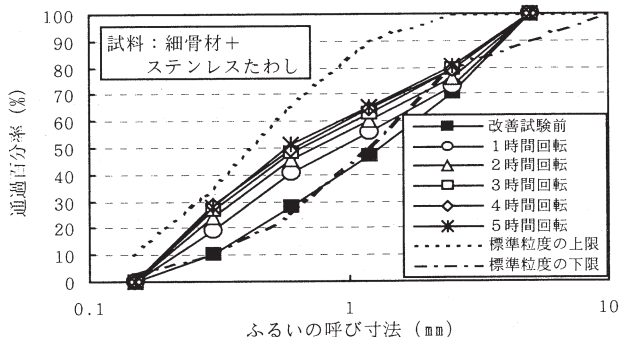 100
90
80
70
60
50
40
30
20
10
0
通過百分率 (%)
試料：細骨材＋
ステンレスたわし
改善試験前
1時間回転
2時間回転
3時間回転
4時間回転
5時間回転
標準粒度の上限
標準粒度の下限
0.1
1
10
ふるいの呼び寸法 (mm)